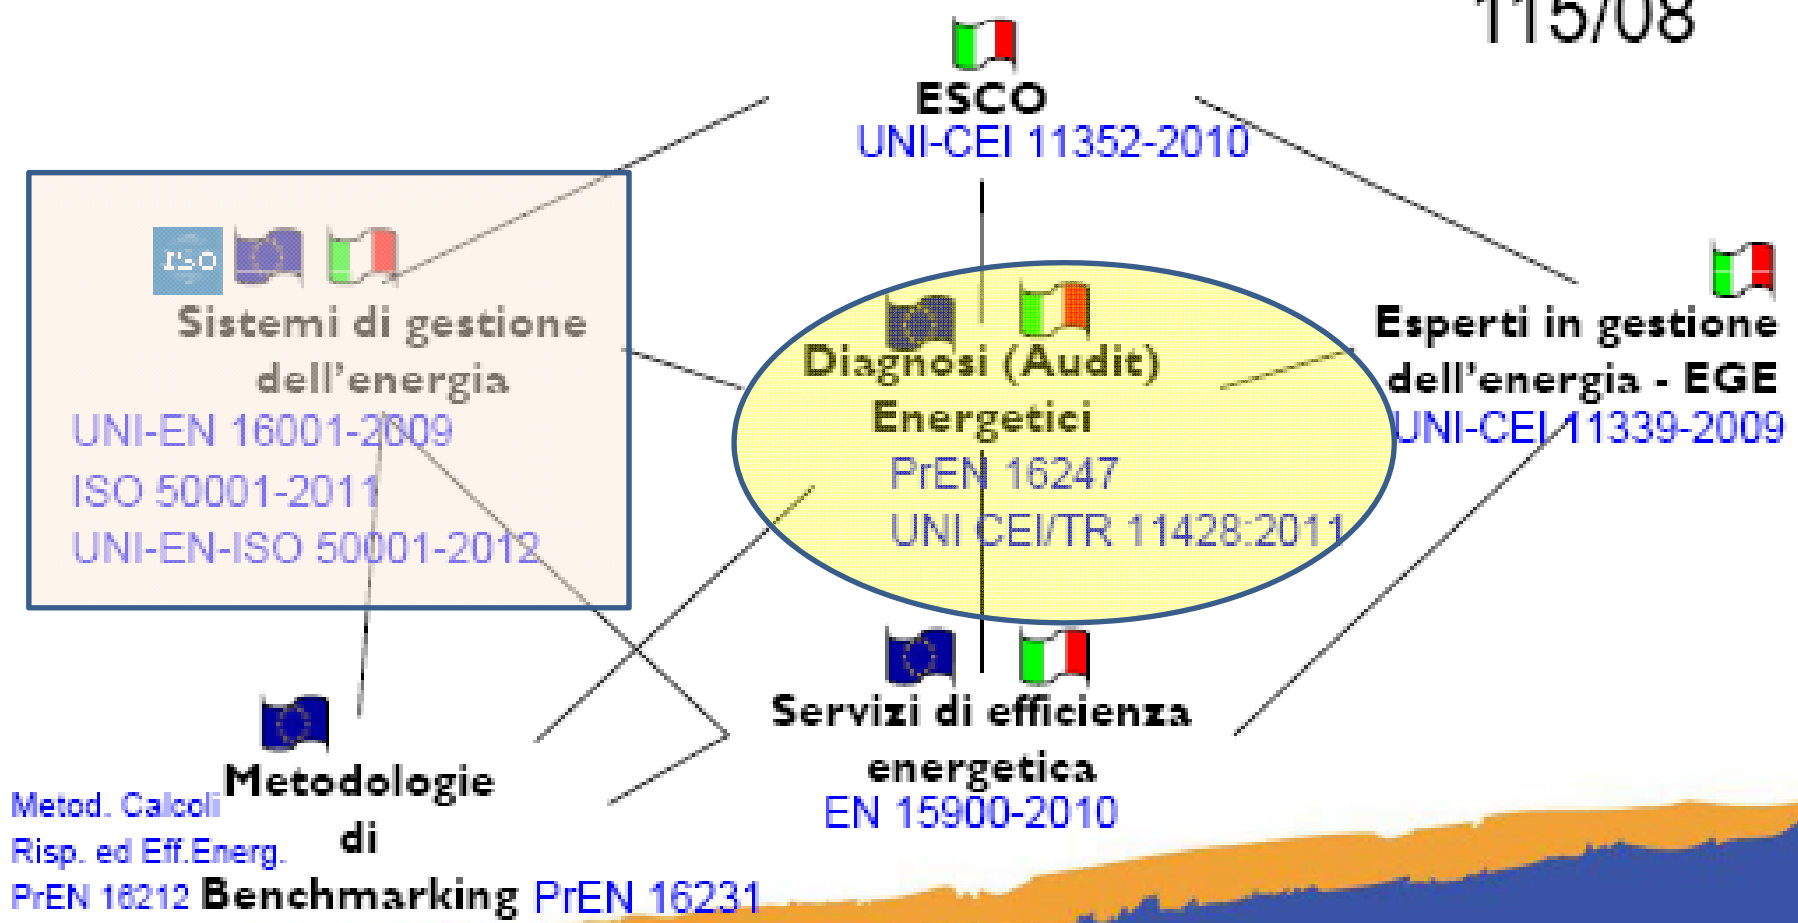 115/08
ESCO
UNI-CEI 11352-2010
ISO
Sistemi di gestione
dell'energia
UNI-EN 16001-2009
ISO 50001-2011
UNI-EN-ISO 50001-2012
Diagnosi (Audit)
Energetici
PrEN 16247
UNI CEI/TR 11428:2011
Esperti in gestione
dell'energia - EGE
UNI-CEI 11339-2009
Servizi di efficienza
energetica
EN 15900-2010
Metodologie
di
Benchmarking PrEN 16231
Metod. Calcoli
Risp. ed Eff.Energ.
PrEN 16212